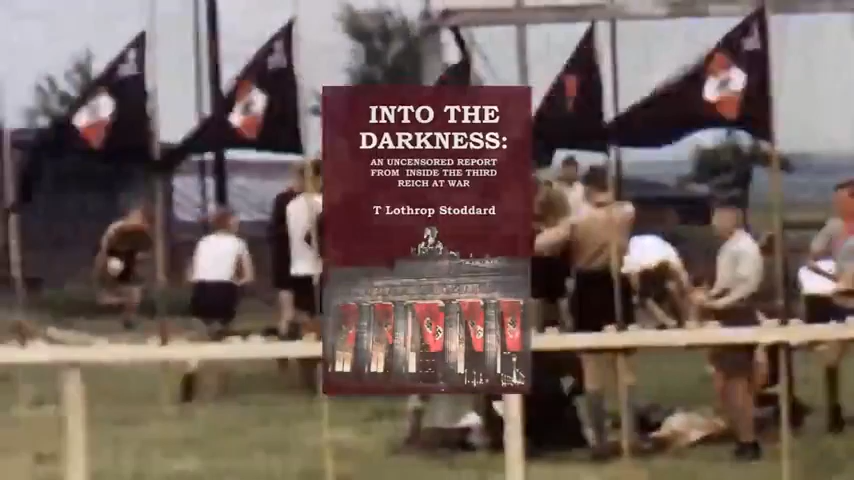 INTO THE
DARKNESS:
AN UNCENSORED REPORT
FROM INSIDE THE THIRD
REICH AT WAR
T Lothrop Stoddard